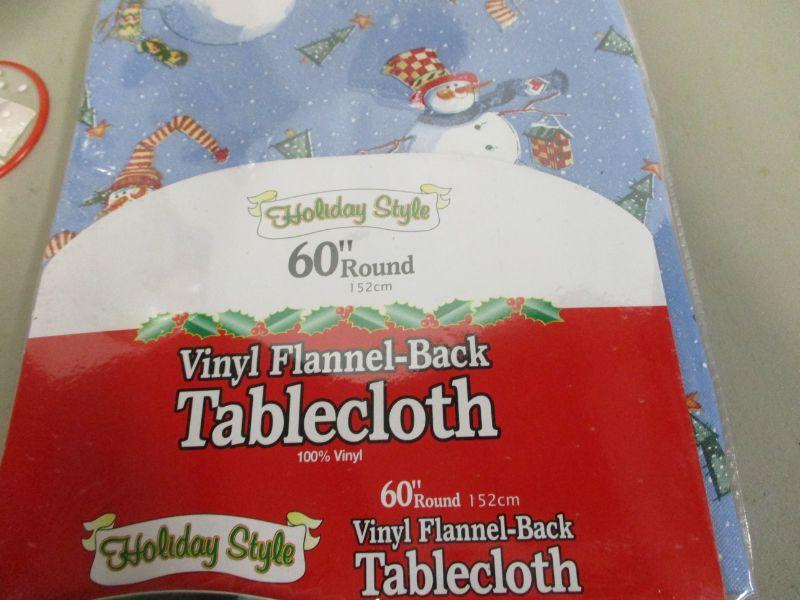 Holiday Style
60" Round
152cm
Vinyl Flannel-Back
Tablecloth
100% Vinyl
60" Round 152cm
Holiday Style
Vinyl Flannel-Back
Tablecloth